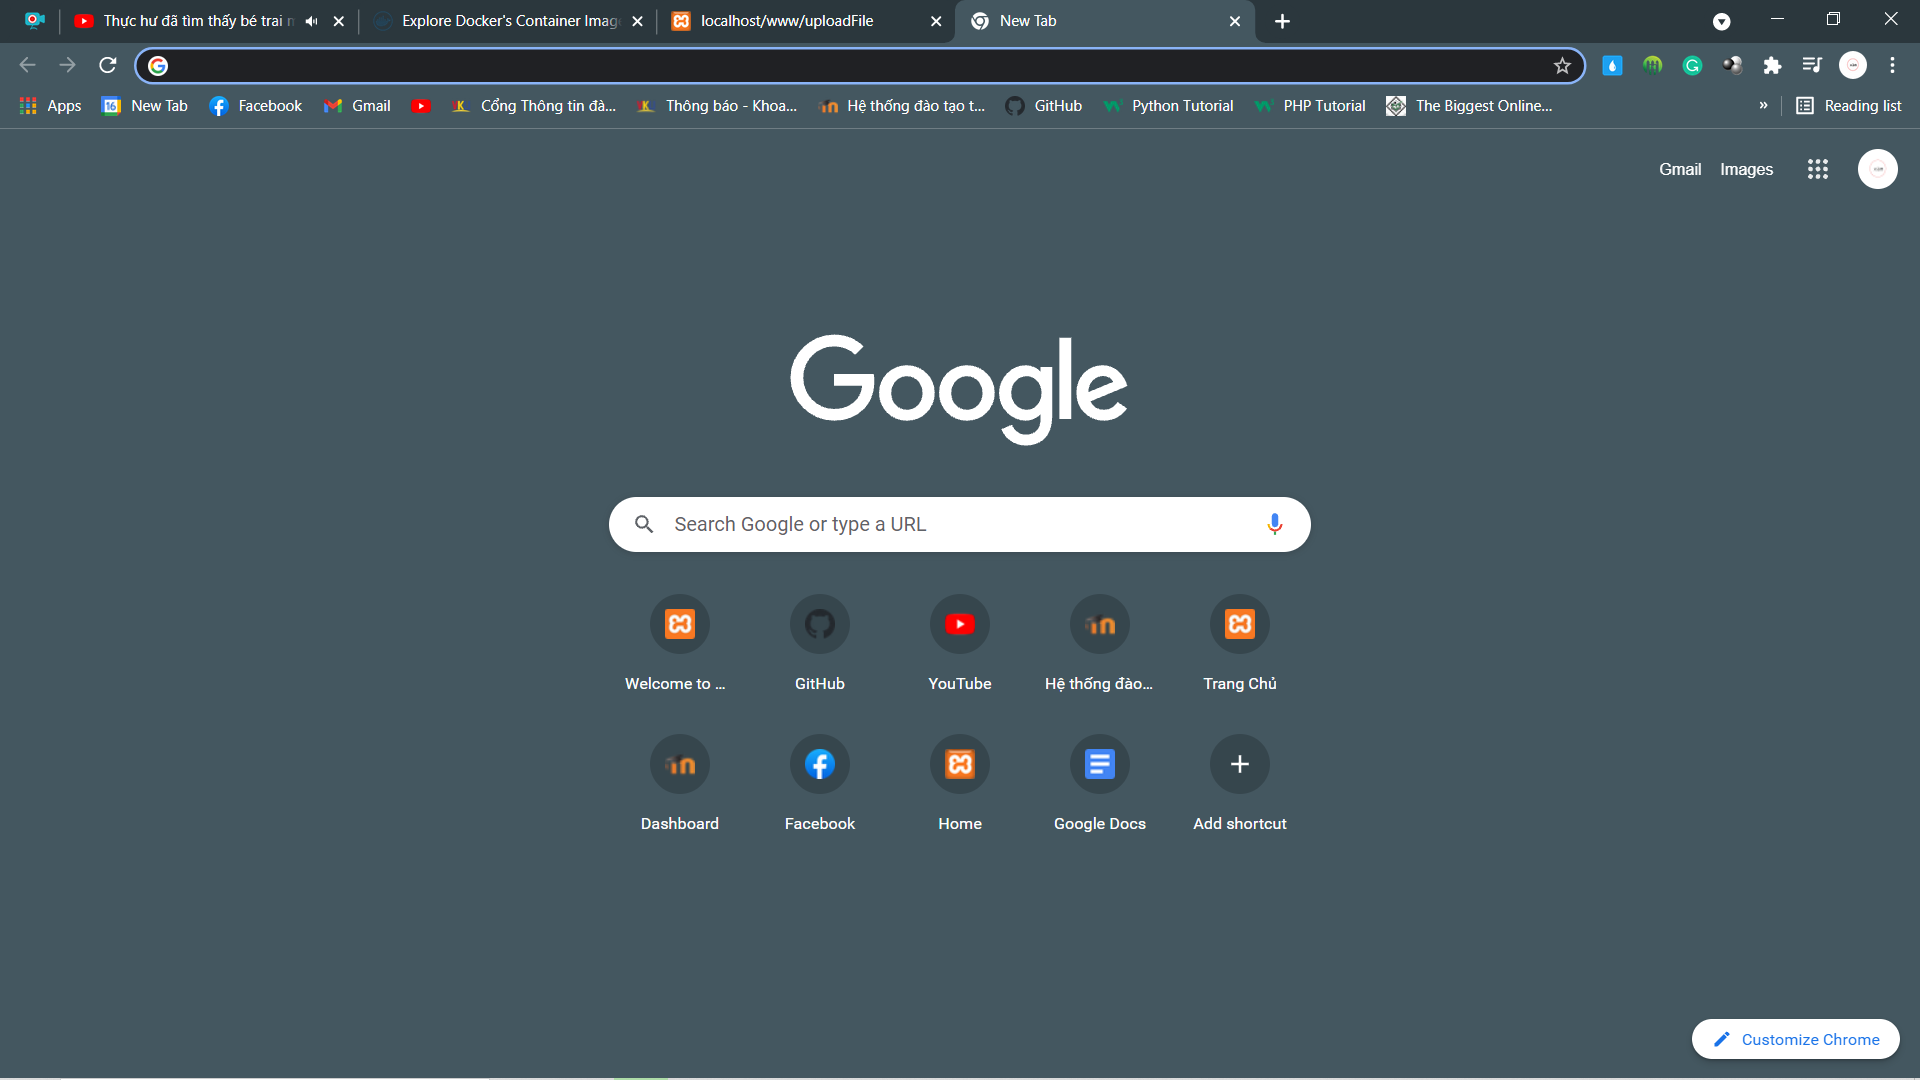 Thực hư đã tìm thấy bé trai
Explore Docker's Container Imag
localhost/www/uploadFile
New Tab
Apps
16 New Tab
Facebook
Gmail
Cổng Thông tin đà...
Thông báo - Khoa...
Hệ thống đào tạo t...
GitHub
Python Tutorial
PHP Tutorial
The Biggest Online...
»
Reading list
Gmail
Images
Google
Search Google or type a URL
Welcome to ...
GitHub
YouTube
Hệ thống đào...
Trang Chủ
Dashboard
Facebook
Home
Google Docs
Add shortcut
Customize Chrome